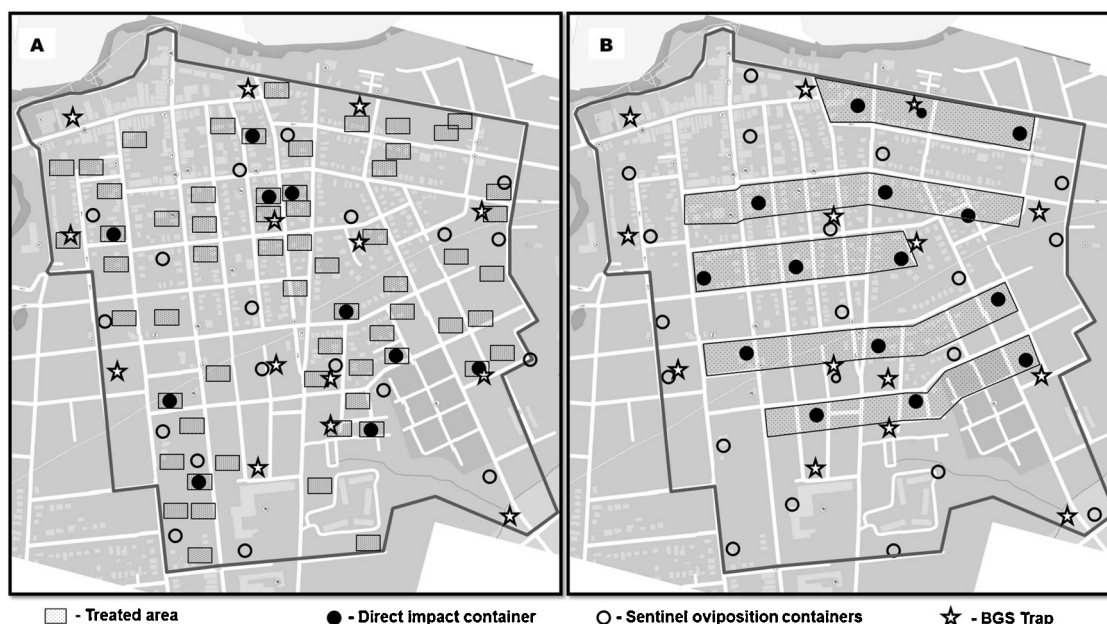 A
B
- Treated area
- Direct impact container
- Sentinel oviposition containers
- BGS Trap